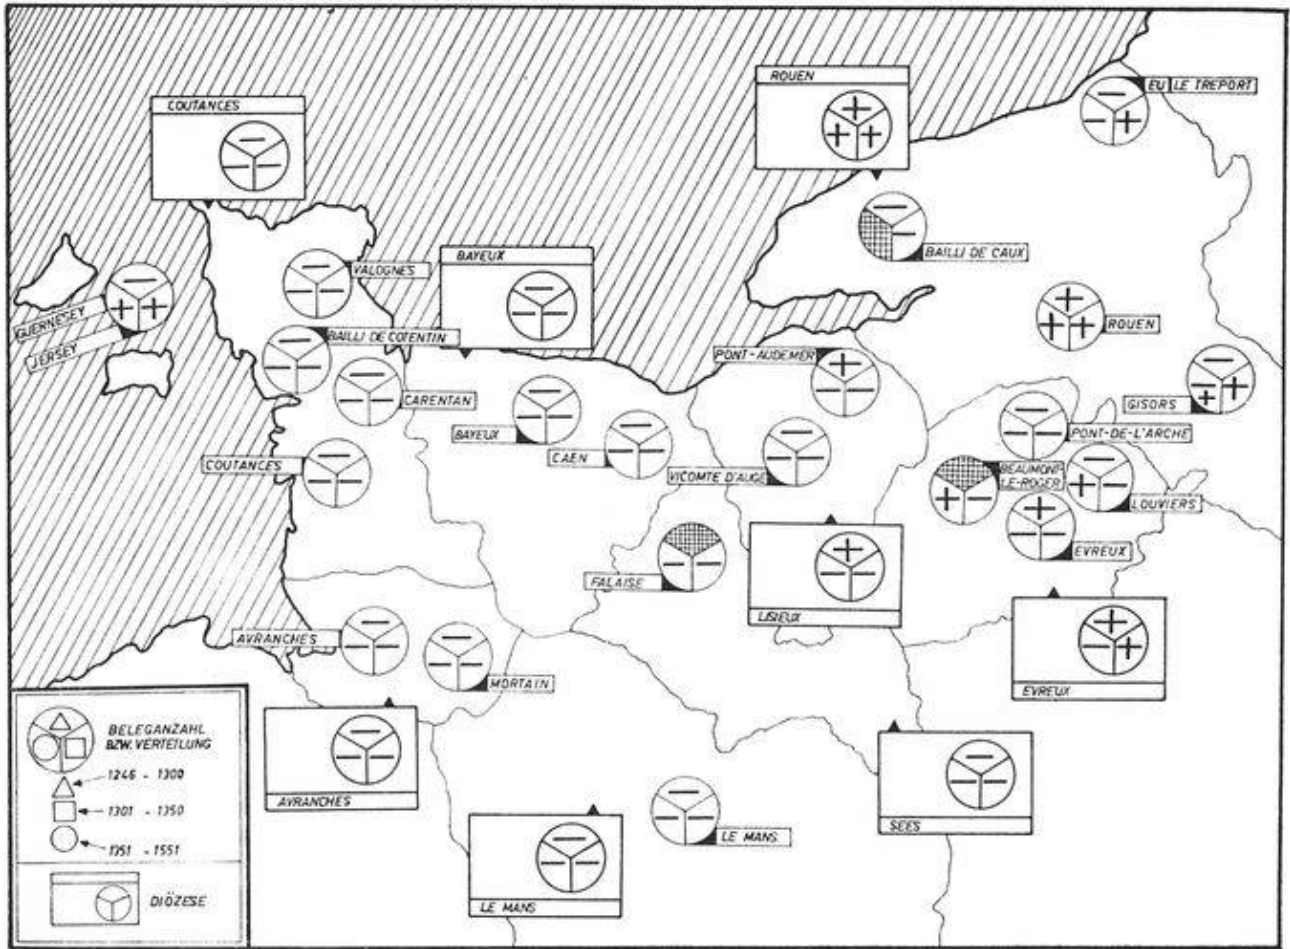 ROUEN
EU LE TREPORT
COUTANCES
BAILLI DE CAUX
BAYEUX
VALOGNES
GUERNESEY
JERSEY
BAILLI DE COTENTIN
ROUEN
PONT-AUDEMER
CARENTAN
GISORS
BAYEUX
CAEN
PONT-DE-L'ARCHE
COUTANCES
VICOMTE D'AUGE
BEAUMONT-
LE-ROGER
LOUVIERS
EVREUX
FALAISE
LISIEUX
AVRANCHES
MORTAIN
EVREUX
AVRANCHES
SEES
LE MANS
LE MANS
BELEGANZAHL
BZW. VERTEILUNG
1246 - 1300
1301 - 1350
1351 - 1551
DIÖZESE